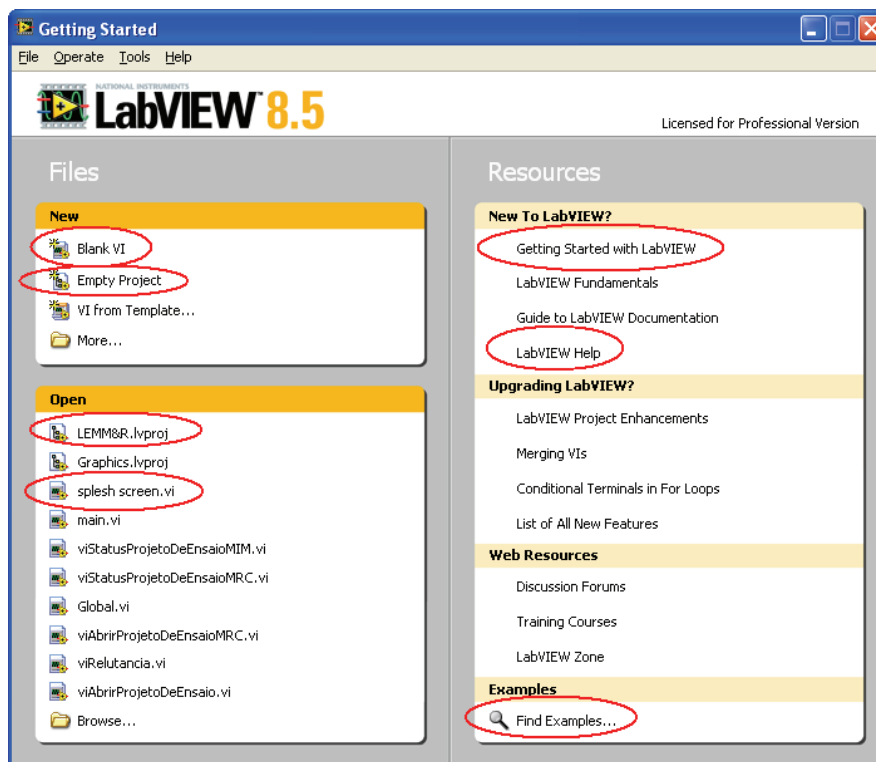 Getting Started
File Operate Tools Help
NATIONAL INSTRUMENTS
LabVIEW™ 8.5
Licensed for Professional Version
Files
New
Blank VI
Empty Project
VI from Template...
More...
Open
LEMM&R.lvproj
Graphics.lvproj
splesh screen.vi
main.vi
viStatusProjetoDeEnsaioMIM.vi
viStatusProjetoDeEnsaioMRC.vi
Global.vi
viAbrirProjetoDeEnsaioMRC.vi
viRelutancia.vi
viAbrirProjetoDeEnsaio.vi
Browse...
Resources
New To LabVIEW?
Getting Started with LabVIEW
LabVIEW Fundamentals
Guide to LabVIEW Documentation
LabVIEW Help
Upgrading LabVIEW?
LabVIEW Project Enhancements
Merging VIs
Conditional Terminals in For Loops
List of All New Features
Web Resources
Discussion Forums
Training Courses
LabVIEW Zone
Examples
Find Examples...